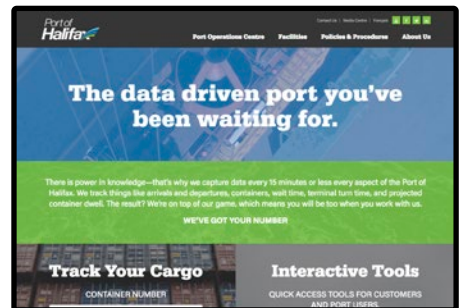 Port of
Halifax
Contact Us | Media Centre | Français
Port Operations Centre Facilities Policies & Procedures About Us
The data driven port you've
been waiting for.
There is power in knowledge—that's why we capture data every 15 minutes or less every aspect of the Port of
Halifax. We track things like arrivals and departures, containers, wait time, terminal turn time, and projected
container dwell. The result? We're on top of our game, which means you will be too when you work with us.
WE'VE GOT YOUR NUMBER
Track Your Cargo
CONTAINER NUMBER
Interactive Tools
QUICK ACCESS TOOLS FOR CUSTOMERS
AND PORT USERS